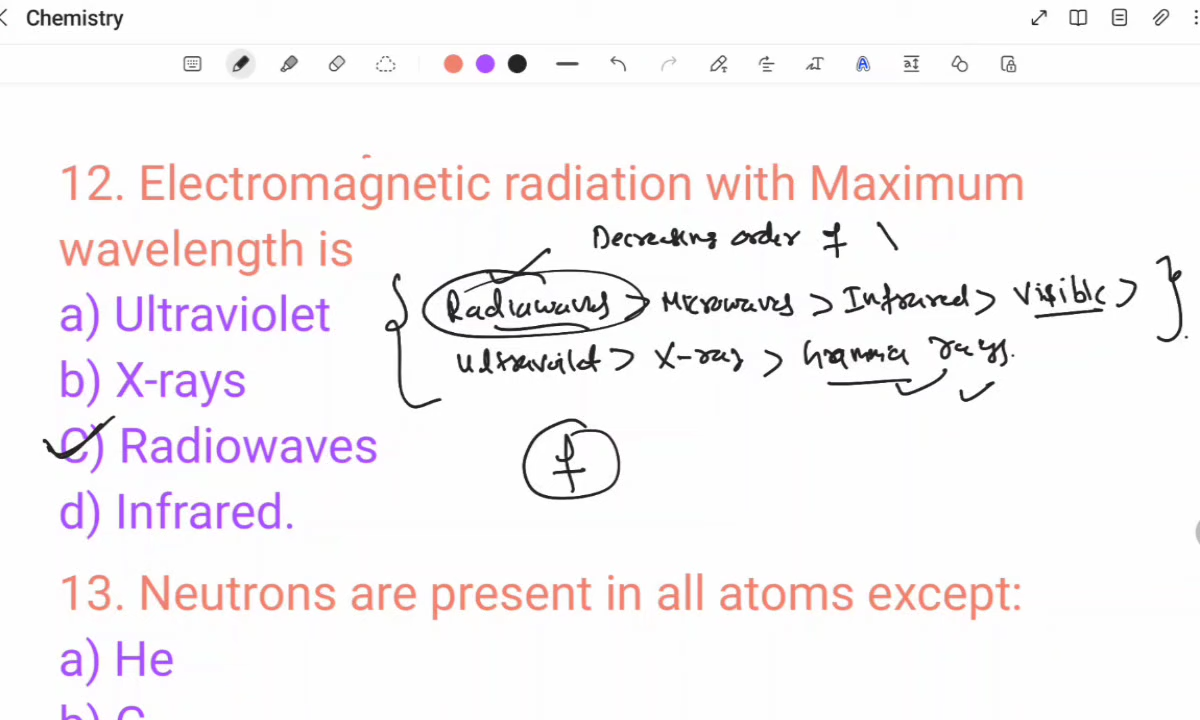 Chemistry
12. Electromagnetic radiation with Maximum
wavelength is
Decreasing order of λ
a) Ultraviolet
Radiowaves > Microwaves > Infrared > Visible >
b) X-rays
Ultraviolet > X-ray > Gamma rays.
C) Radiowaves
f
d) Infrared.
13. Neutrons are present in all atoms except:
a) He